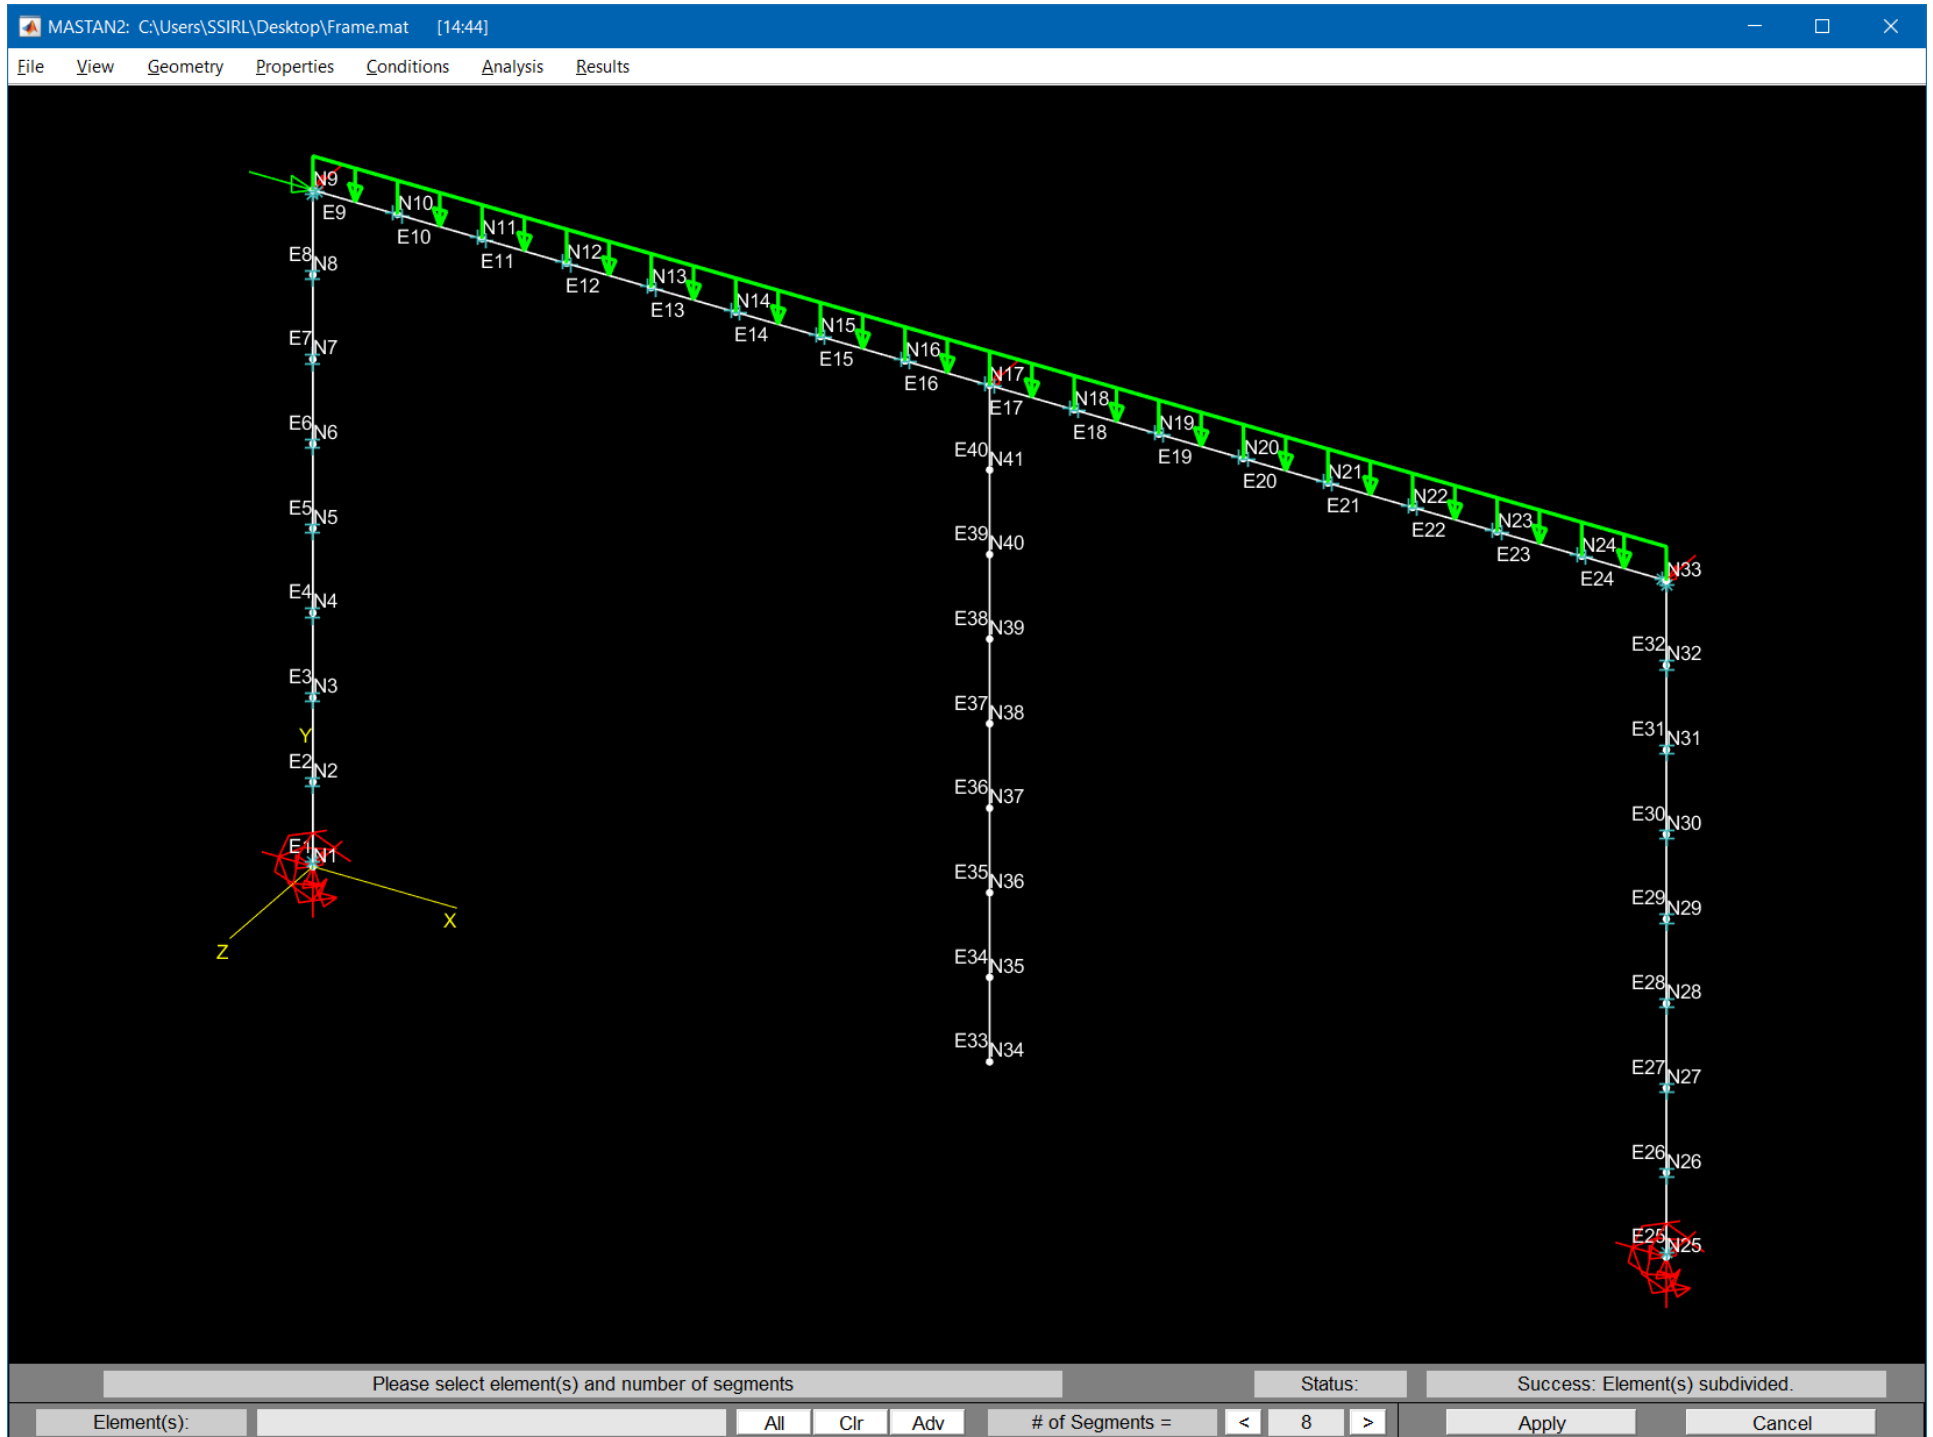 MASTAN2: C:\Users\SSIRL\Desktop\Frame.mat [14:44]
File View Geometry Properties Conditions Analysis Results
N9
E9
N10
E10
N11
E11
N12
E12
N13
E13
N14
E14
N15
E15
N16
E16
N17
E17
N18
E18
N19
E19
N20
E20
N21
E21
N22
E22
N23
E23
N24
E24
N33
E8 N8
E7 N7
E6 N6
E5 N5
E4 N4
E3 N3
Y
E2 N2
E1 N1
X
Z
E40 N41
E39 N40
E38 N39
E37 N38
E36 N37
E35 N36
E34 N35
E33 N34
E32 N32
E31 N31
E30 N30
E29 N29
E28 N28
E27 N27
E26 N26
E25 N25
Please select element(s) and number of segments Status: Success: Element(s) subdivided.
Element(s): All Clr Adv # of Segments = < 8 > Apply Cancel